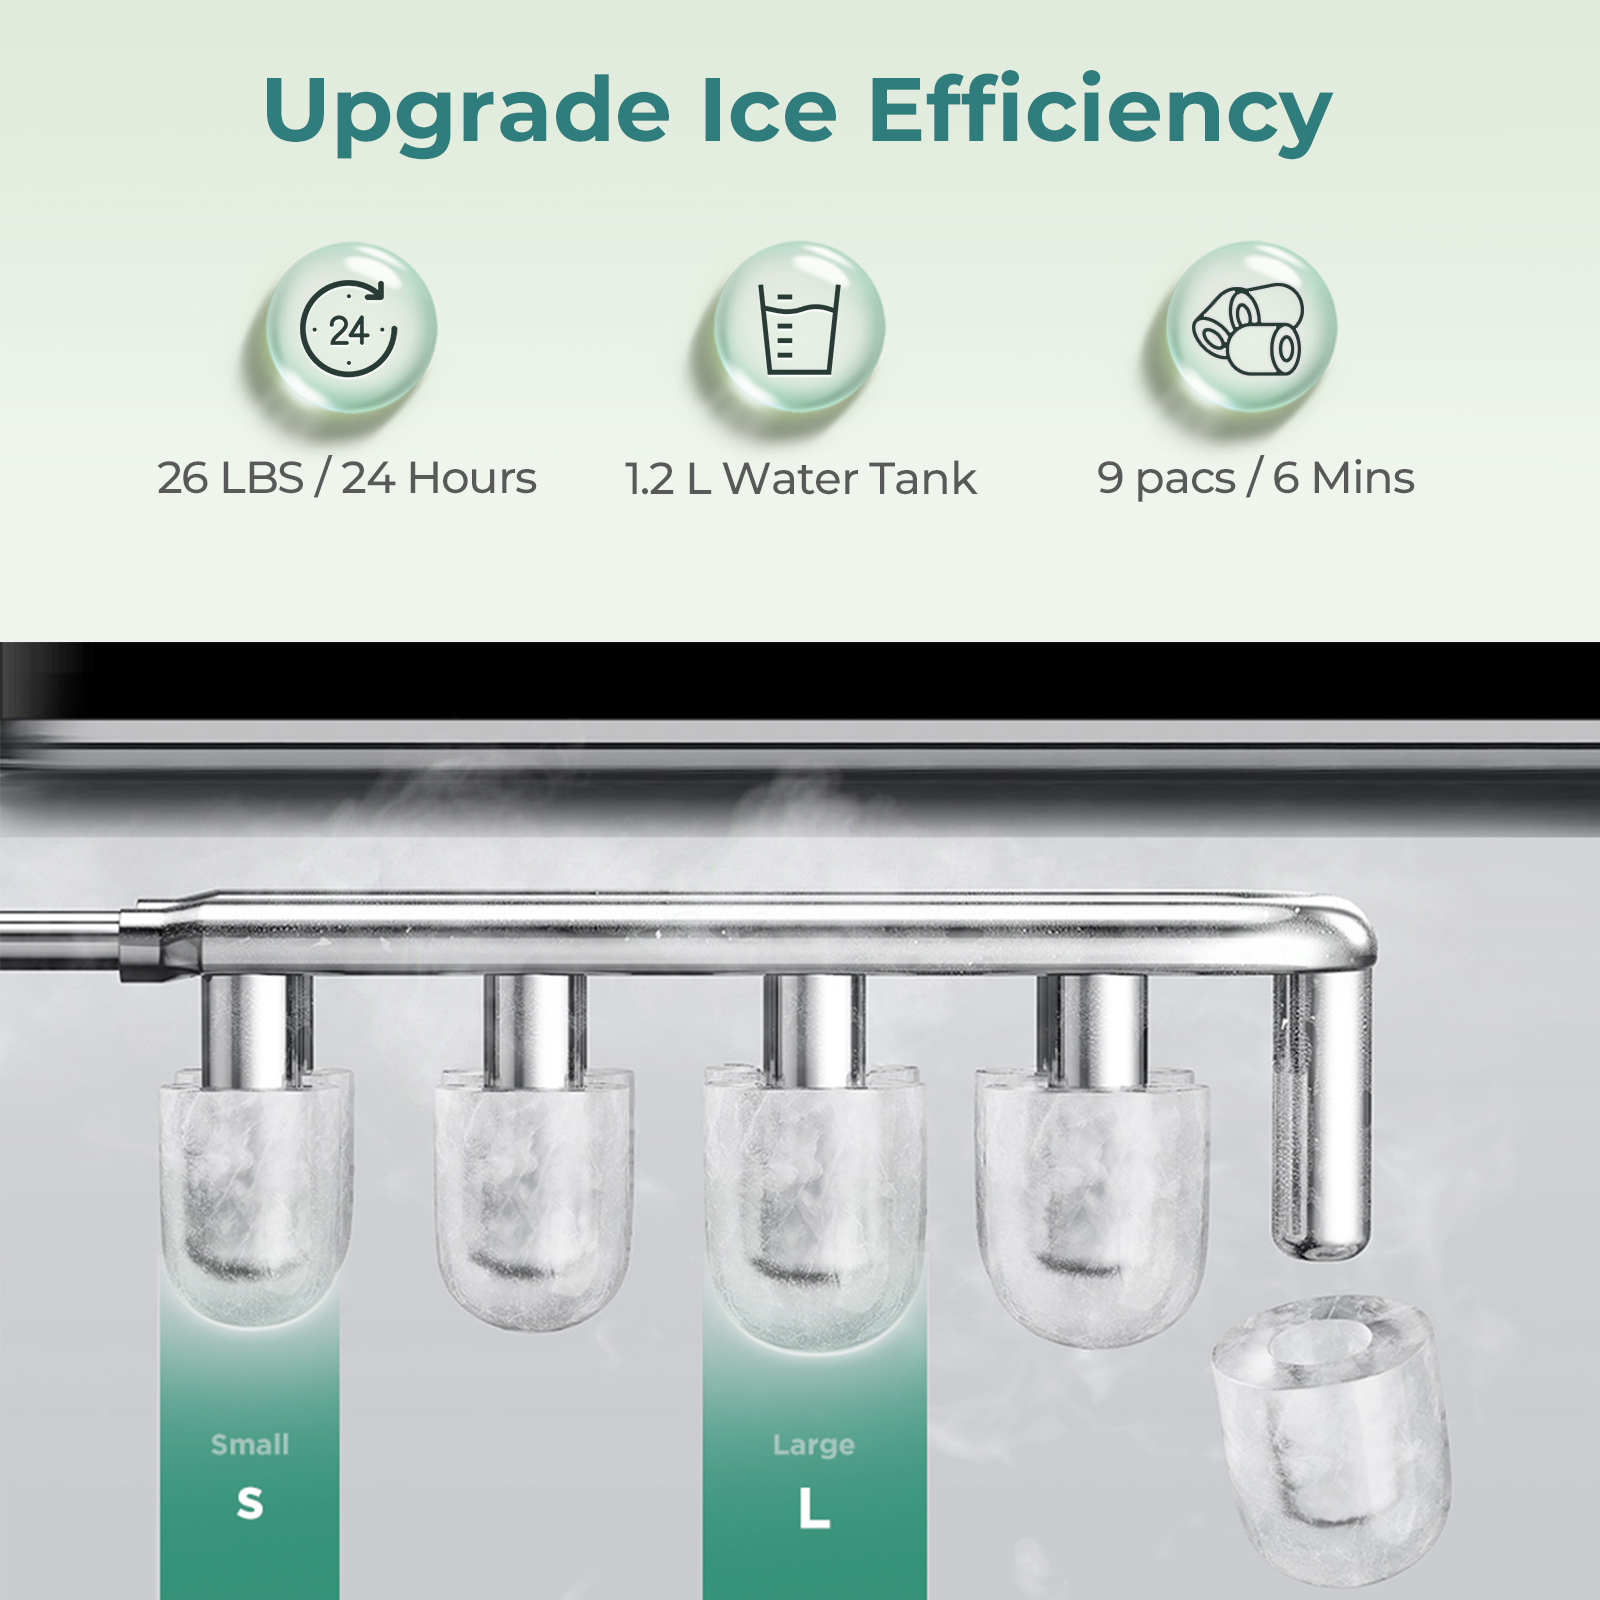 Upgrade Ice Efficiency
24
26 LBS / 24 Hours
1.2 L Water Tank
9 pacs / 6 Mins
Small
S
Large
L